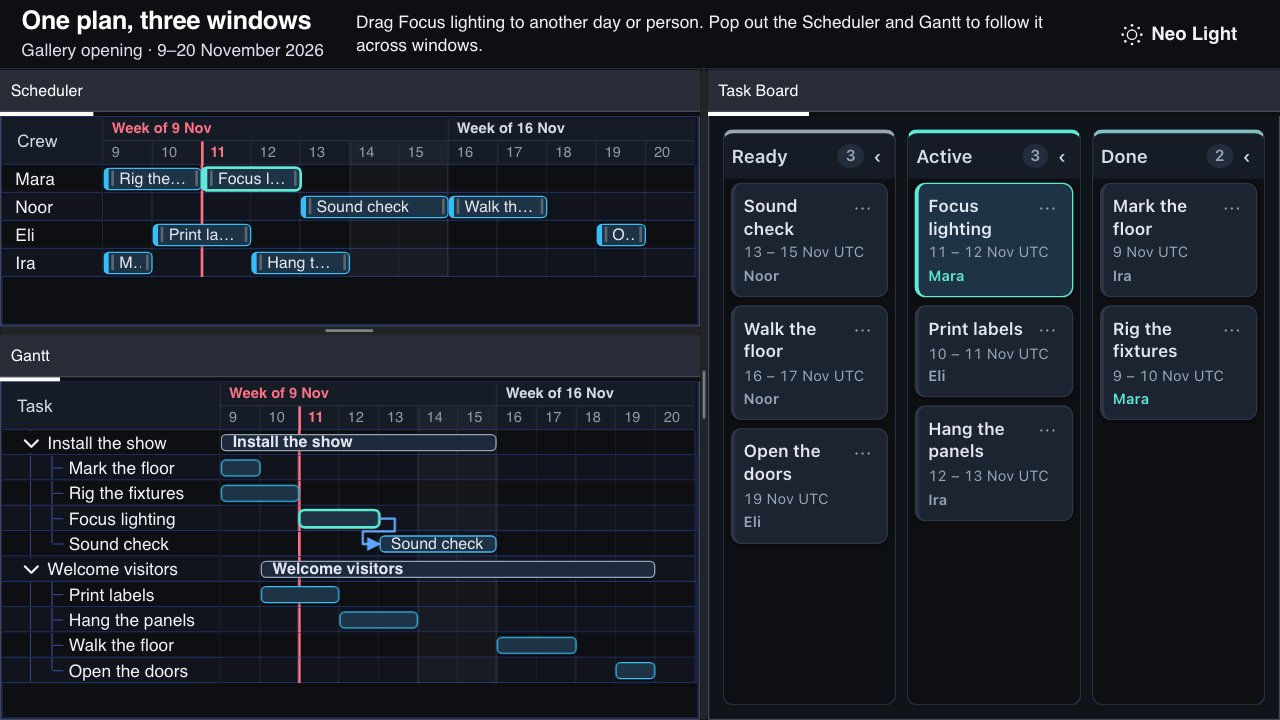 One plan, three windows
Gallery opening · 9–20 November 2026
Drag Focus lighting to another day or person. Pop out the Scheduler and Gantt to follow it
across windows.
Neo Light
Scheduler
Crew
Week of 9 Nov
Week of 16 Nov
9 10 11 12 13 14 15 16 17 18 19 20
Mara
Rig the…
Focus l…
Noor
Sound check
Walk th…
Eli
Print la…
O..
Ira
M..
Hang t…
Gantt
Task
Week of 9 Nov
Week of 16 Nov
9 10 11 12 13 14 15 16 17 18 19 20
Install the show
Install the show
Mark the floor
Rig the fixtures
Focus lighting
Sound check
Sound check
Welcome visitors
Welcome visitors
Print labels
Hang the panels
Walk the floor
Open the doors
Task Board
Ready
3
Sound
check
13 – 15 Nov UTC
Noor
Walk the
floor
16 – 17 Nov UTC
Noor
Open the
doors
19 Nov UTC
Eli
Active
3
Focus
lighting
11 – 12 Nov UTC
Mara
Print labels
10 – 11 Nov UTC
Eli
Hang the
panels
12 – 13 Nov UTC
Ira
Done
2
Mark the
floor
9 Nov UTC
Ira
Rig the
fixtures
9 – 10 Nov UTC
Mara